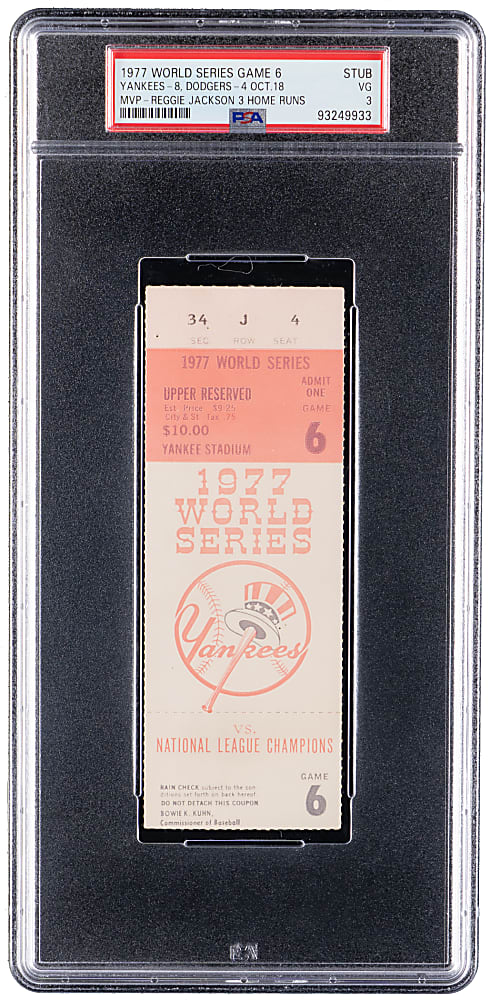 1977 WORLD SERIES GAME 6 STUB
YANKEES-8, DODGERS-4 OCT.18 VG
MVP-REGGIE JACKSON 3 HOME RUNS 3
PSA 93249933
34 J 4
SEC. ROW SEAT
1977 WORLD SERIES
UPPER RESERVED
Est. Price $9.25
City & St. Tax .75
$10.00
YANKEE STADIUM
ADMIT
ONE
GAME
6
1977
WORLD
SERIES
Yankees
VS.
NATIONAL LEAGUE CHAMPIONS
GAME
6
RAIN CHECK subject to the con-
ditions set forth on back hereof.
DO NOT DETACH THIS COUPON
BOWIE K. KUHN,
Commissioner of Baseball
PSA